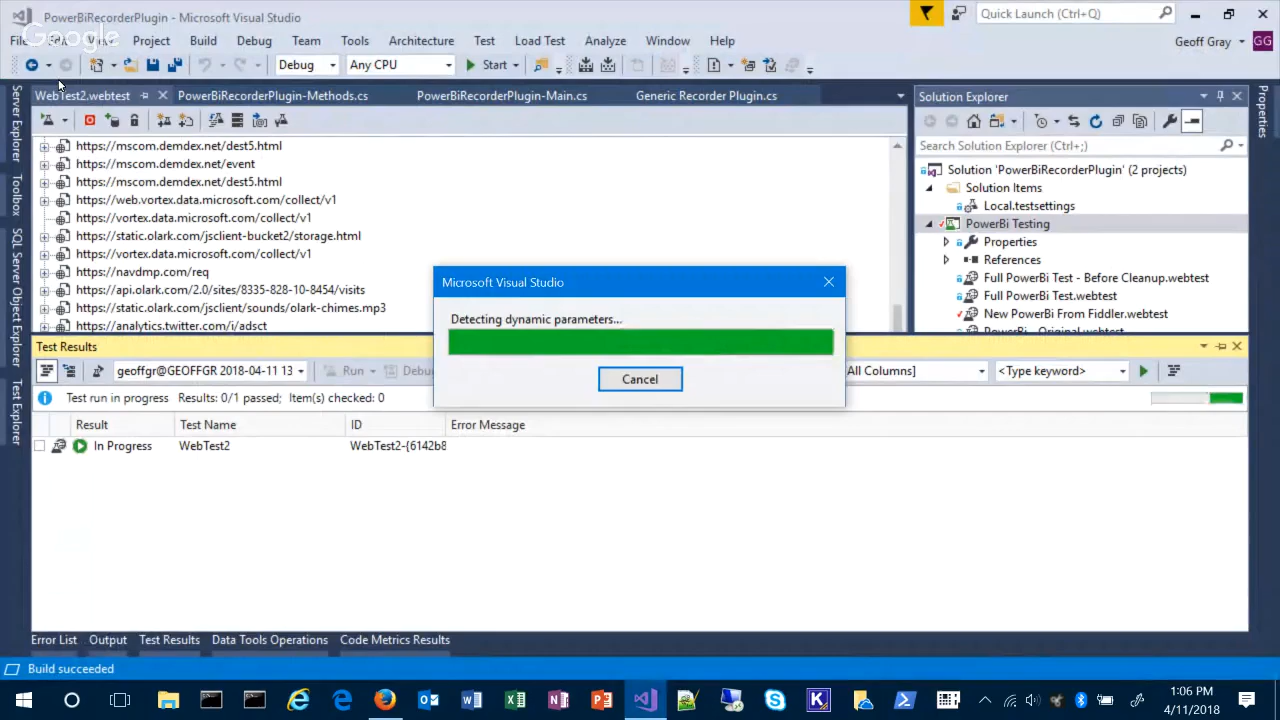 PowerBiRecorderPlugin - Microsoft Visual Studio
Quick Launch (Ctrl+Q)
Google
File Edit View Project Build Debug Team Tools Architecture Test Load Test Analyze Window Help
Geoff Gray GG
Debug Any CPU Start
WebTest2.webtest PowerBiRecorderPlugin-Methods.cs PowerBiRecorderPlugin-Main.cs Generic Recorder Plugin.cs
https://mscom.demdex.net/dest5.html
https://mscom.demdex.net/event
https://mscom.demdex.net/dest5.html
https://web.vortex.data.microsoft.com/collect/v1
https://vortex.data.microsoft.com/collect/v1
https://static.olark.com/jsclient-bucket2/storage.html
https://vortex.data.microsoft.com/collect/v1
https://navdmp.com/req
https://api.olark.com/2.0/sites/8335-828-10-8454/visits
https://static.olark.com/jsclient/sounds/olark-chimes.mp3
https://analytics.twitter.com/i/adsct
Server Explorer
Toolbox
SQL Server Object Explorer
Test Explorer
Solution Explorer
Search Solution Explorer (Ctrl+;)
Solution 'PowerBiRecorderPlugin' (2 projects)
Solution Items
Local.testsettings
PowerBi Testing
Properties
References
Full PowerBi Test - Before Cleanup.webtest
Full PowerBi Test.webtest
New PowerBi From Fiddler.webtest
PowerBi - Original.webtest
Properties
Microsoft Visual Studio
Detecting dynamic parameters...
Cancel
Test Results
geoffgr@GEOFFGR 2018-04-11 13 Run Debu All Columns] <Type keyword>
Test run in progress Results: 0/1 passed; Item(s) checked: 0
Result Test Name ID Error Message
In Progress WebTest2 WebTest2-{6142b8
Error List Output Test Results Data Tools Operations Code Metrics Results
Build succeeded
1:06 PM
4/11/2018